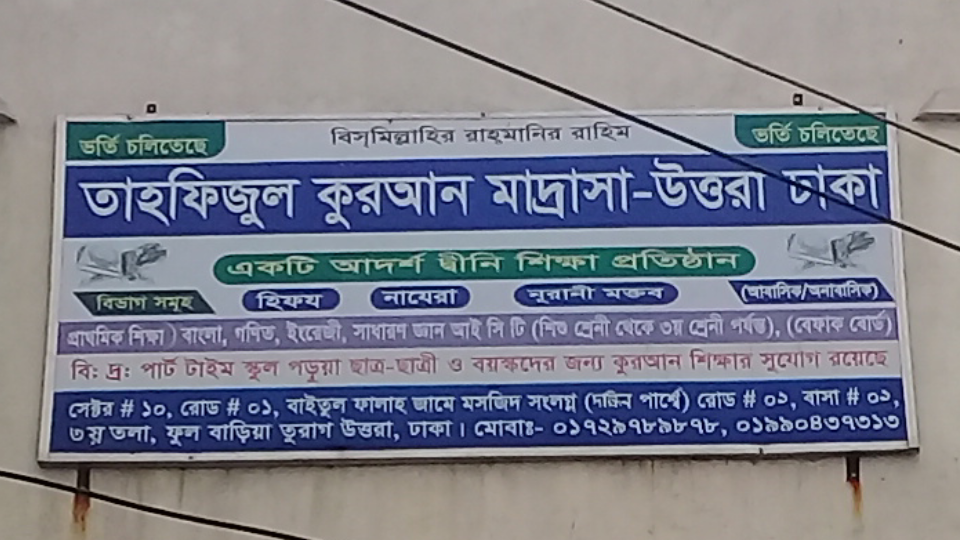 ভর্তি চলিতেছে
বিস্‌মিল্লাহির রাহ্‌মানির রাহিম
ভর্তি চলিতেছে
তাহফিজুল কুরআন মাদ্রাসা-উত্তরা ঢাকা
একটি আদর্শ দ্বীনি শিক্ষা প্রতিষ্ঠান
বিভাগ সমূহ হিফয নাযেরা নূরানী মক্তব (আবাসিক/অনাবাসিক)
প্রাথমিক শিক্ষা ) বাংলা, গণিত, ইংরেজী, সাধারণ জ্ঞান আই সি টি (শিশু শ্রেনী থেকে ৩য় শ্রেনী পর্যন্ত), (বেফাক বোর্ড)
বি: দ্র: পার্ট টাইম স্কুল পড়ুয়া ছাত্র-ছাত্রী ও বয়স্কদের জন্য কুরআন শিক্ষার সুযোগ রয়েছে
সেক্টর # ১০, রোড # ০১, বাইতুল ফালাহ জামে মসজিদ সংলগ্ন (দক্ষিন পার্শ্বে) রোড # ০১, বাসা # ০১,
৩য় তলা, ফুল বাড়িয়া তুরাগ উত্তরা, ঢাকা। মোবাঃ- ০১৭২৯৭৮৯৮৭৮, ০১৯৯০৪৩৭৩১৩